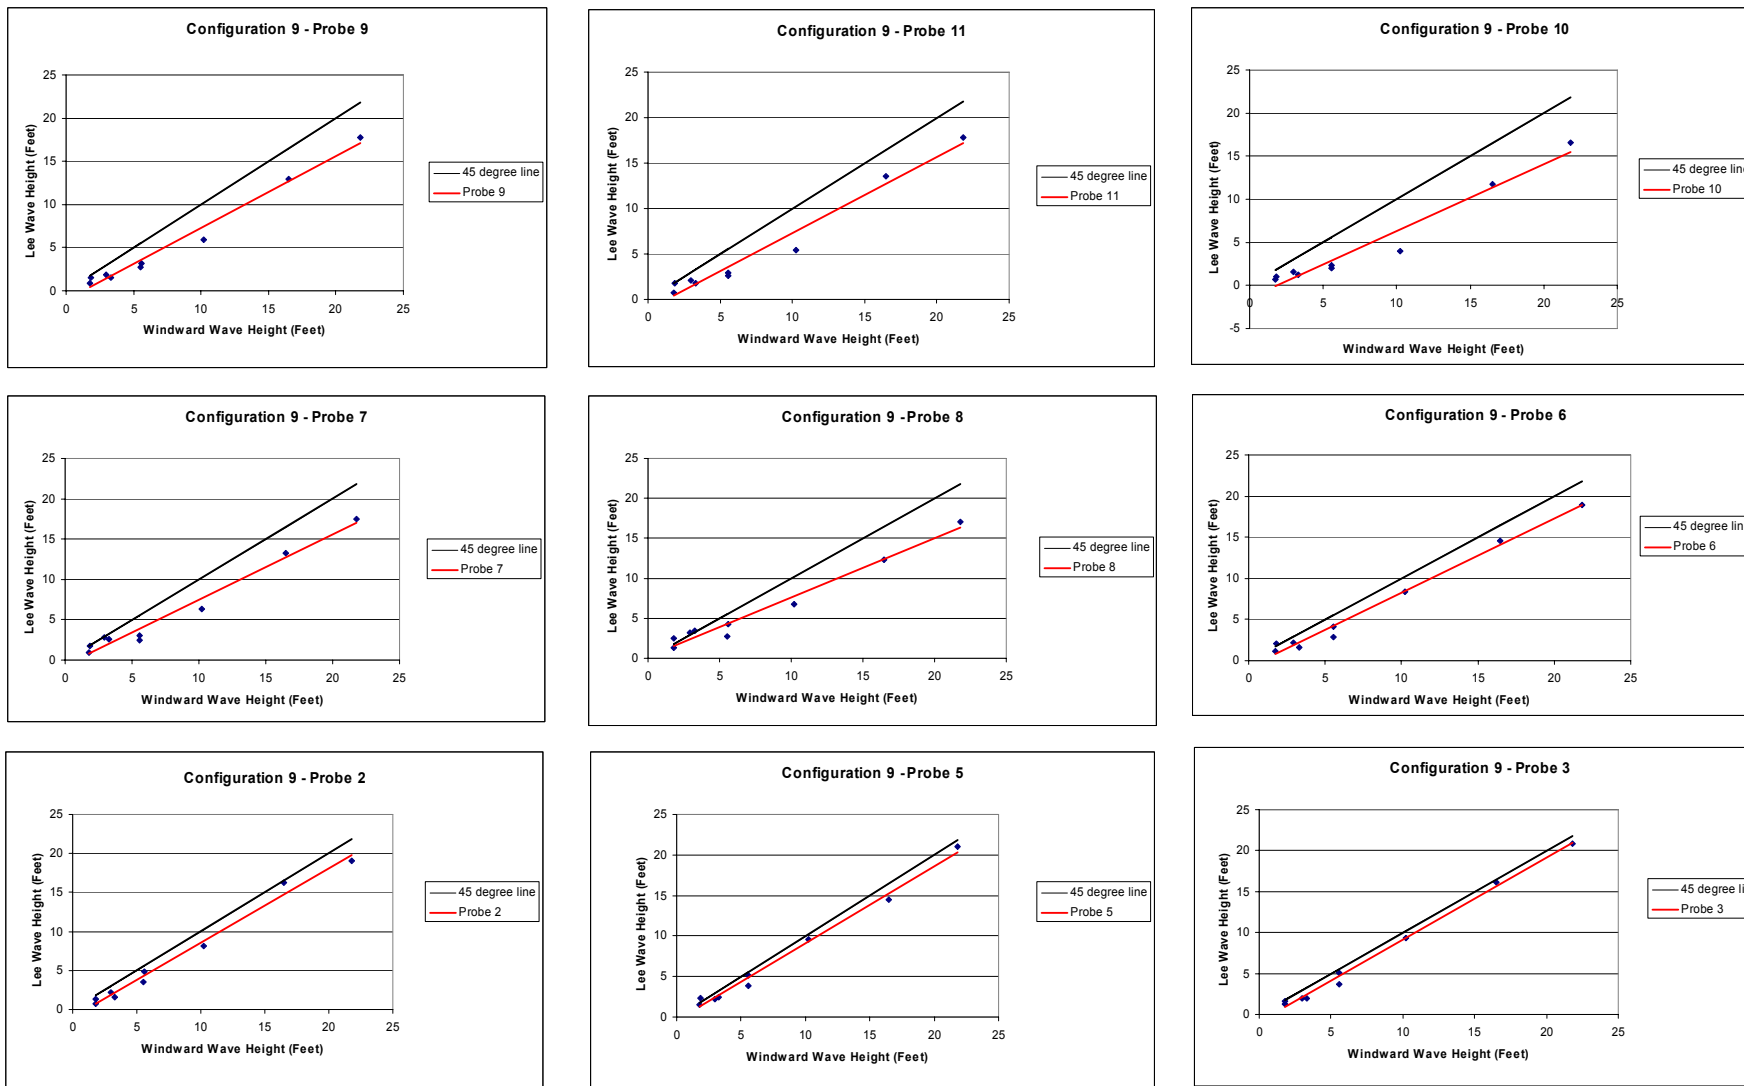 Configuration 9 - Probe 9
25
20
15
10
5
0
0 5 10 15 20 25
Lee Wave Height (Feet)
Windward Wave Height (Feet)
45 degree line
Probe 9
Configuration 9 - Probe 11
25
20
15
10
5
0
0 5 10 15 20 25
Lee Wave Height (Feet)
Windward Wave Height (Feet)
45 degree line
Probe 11
Configuration 9 - Probe 10
25
20
15
10
5
0
-5
0 5 10 15 20 25
Lee Wave Height (Feet)
Windward Wave Height (Feet)
45 degree line
Probe 10
Configuration 9 - Probe 7
25
20
15
10
5
0
0 5 10 15 20 25
Lee Wave Height (Feet)
Windward Wave Height (Feet)
45 degree line
Probe 7
Configuration 9 -Probe 8
25
20
15
10
5
0
0 5 10 15 20 25
Lee Wave Height (Feet)
Windward Wave Height (Feet)
45 degree line
Probe 8
Configuration 9 - Probe 6
25
20
15
10
5
0
0 5 10 15 20 25
Lee Wave Height (Feet)
Windward Wave Height (Feet)
45 degree line
Probe 6
Configuration 9 - Probe 2
25
20
15
10
5
0
0 5 10 15 20 25
Lee Wave Height (Feet)
Windward Wave Height (Feet)
45 degree line
Probe 2
Configuration 9 -Probe 5
25
20
15
10
5
0
0 5 10 15 20 25
Lee Wave Height (Feet)
Windward Wave Height (Feet)
45 degree line
Probe 5
Configuration 9 - Probe 3
25
20
15
10
5
0
0 5 10 15 20 25
Lee Wave Height (Feet)
Windward Wave Height (Feet)
45 degree li
Probe 3